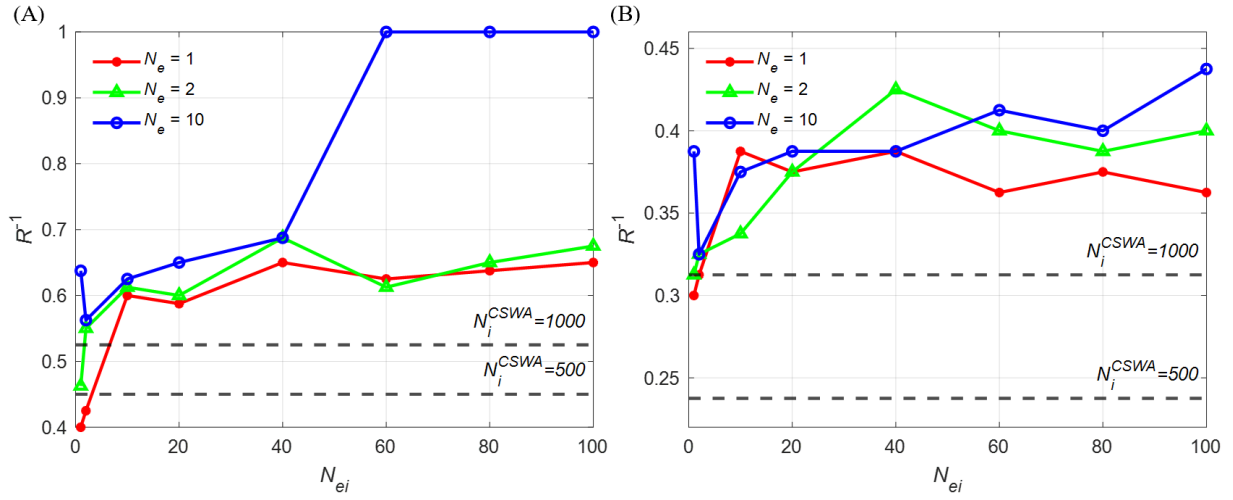 (A)
1
0.9
0.8
0.7
0.6
0.5
0.4
R^-1
N_e = 1
N_e = 2
N_e = 10
N_i^CSWA=1000
N_i^CSWA=500
0 20 40 60 80 100
N_ei
(B)
0.45
0.4
0.35
0.3
0.25
R^-1
N_e = 1
N_e = 2
N_e = 10
N_i^CSWA=1000
N_i^CSWA=500
0 20 40 60 80 100
N_ei